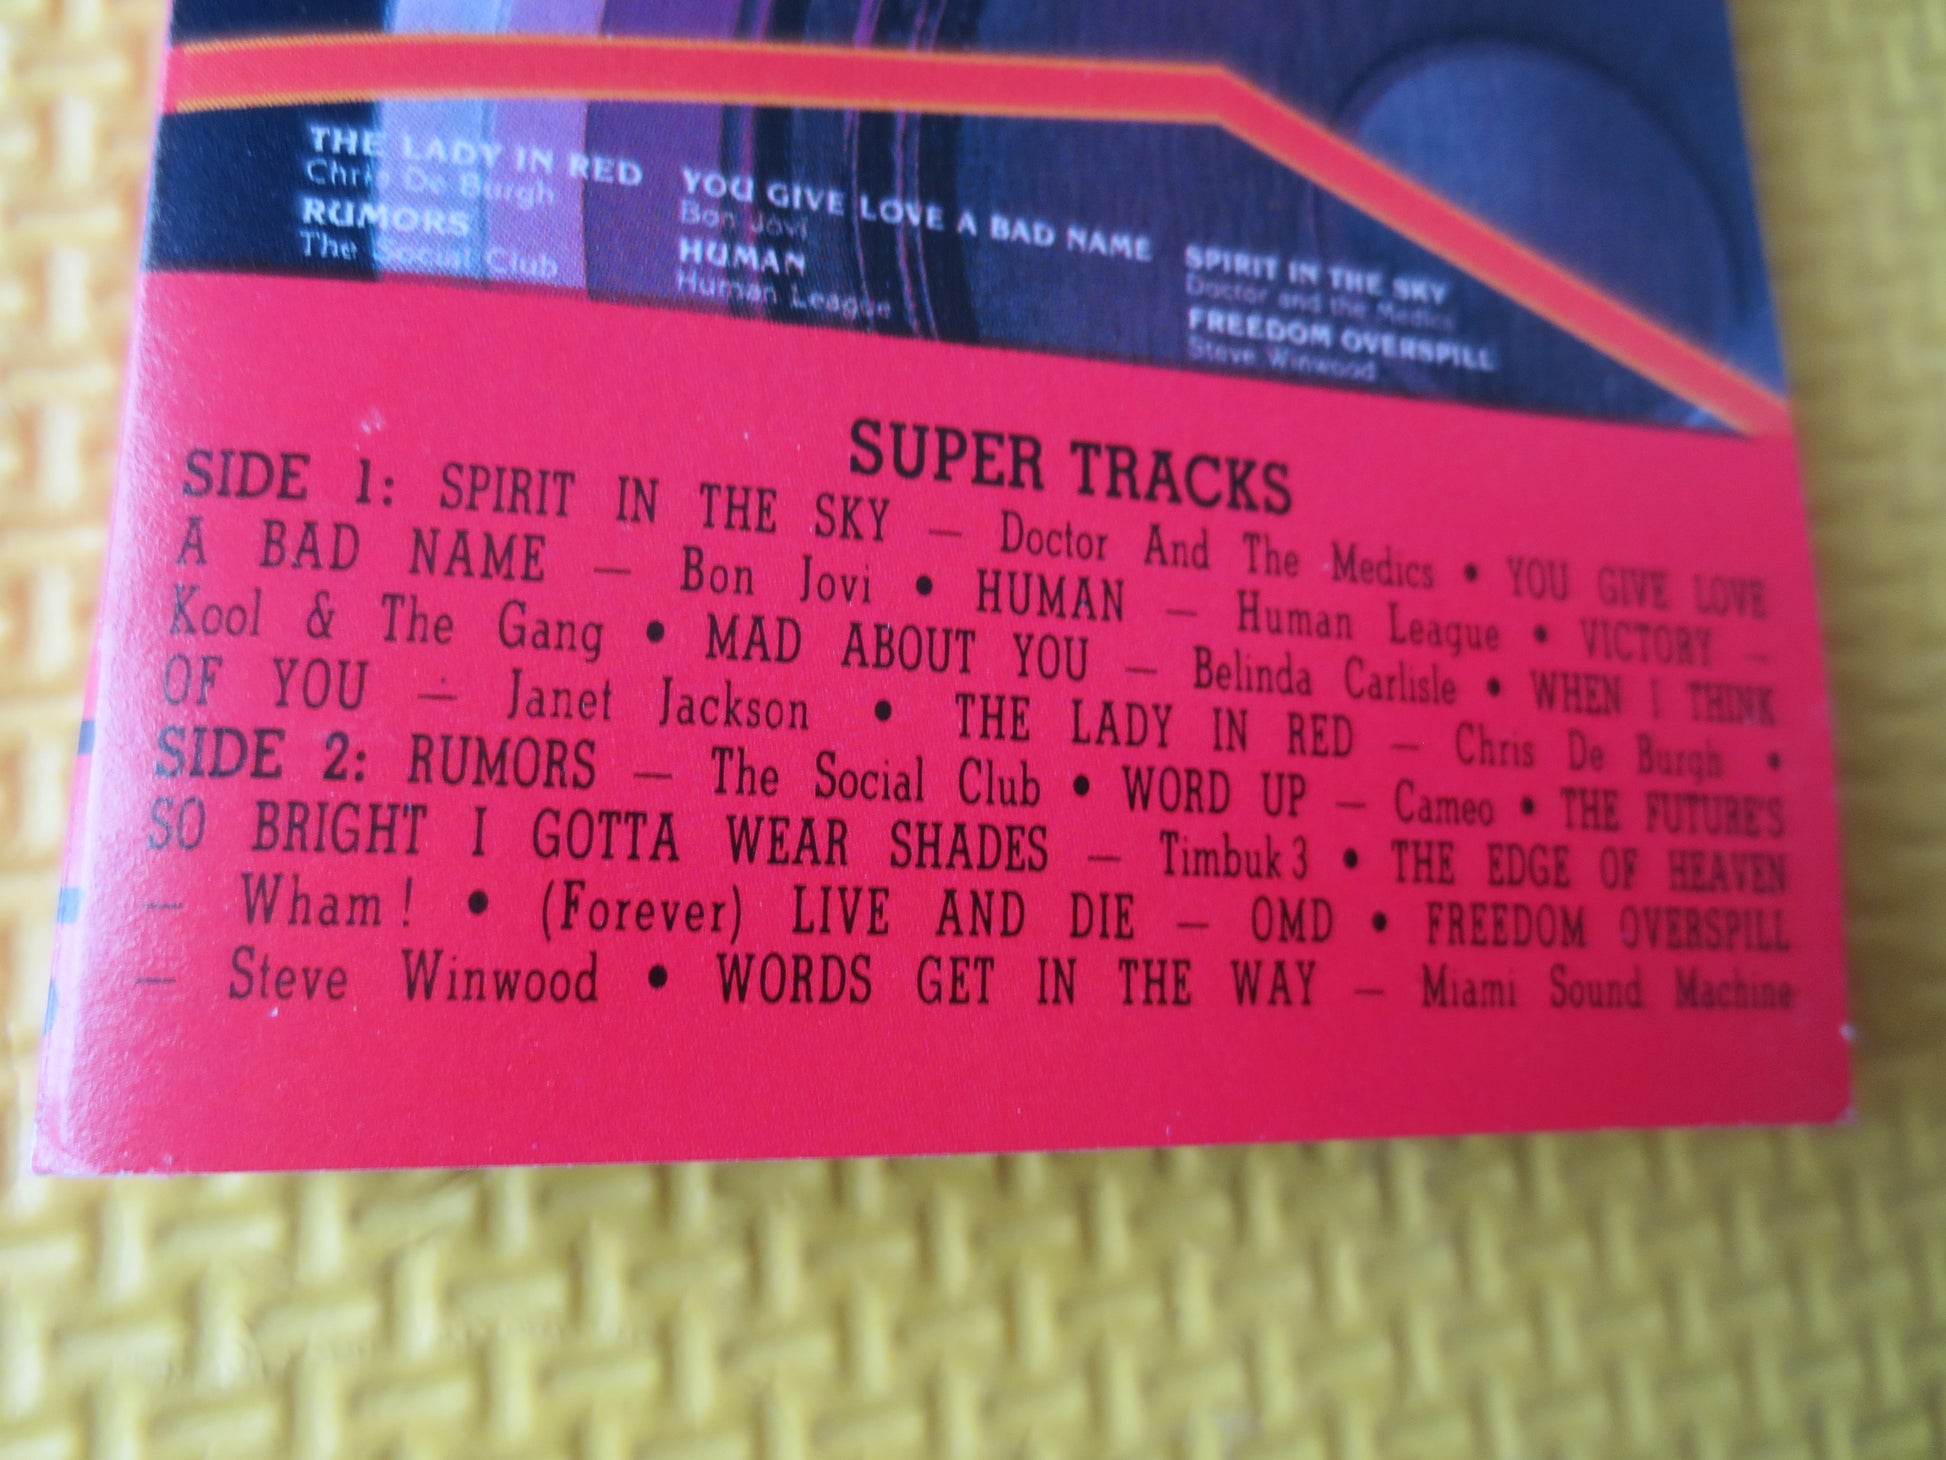 THE LADY IN RED
Chris De Burgh
RUMORS
The Social Club
YOU GIVE LOVE A BAD NAME
Bon Jovi
HUMAN
Human League
SPIRIT IN THE SKY
Doctor and the Medics
FREEDOM OVERSPILL
Steve Winwood
SUPER TRACKS
SIDE 1: SPIRIT IN THE SKY — Doctor And The Medics • YOU GIVE LOVE
A BAD NAME — Bon Jovi • HUMAN — Human League • VICTORY —
Kool & The Gang • MAD ABOUT YOU — Belinda Carlisle • WHEN I THINK
OF YOU — Janet Jackson • THE LADY IN RED — Chris De Burgh •
SIDE 2: RUMORS — The Social Club • WORD UP — Cameo • THE FUTURE'S
SO BRIGHT I GOTTA WEAR SHADES — Timbuk 3 • THE EDGE OF HEAVEN
— Wham! • (Forever) LIVE AND DIE — OMD • FREEDOM OVERSPILL
— Steve Winwood • WORDS GET IN THE WAY — Miami Sound Machine